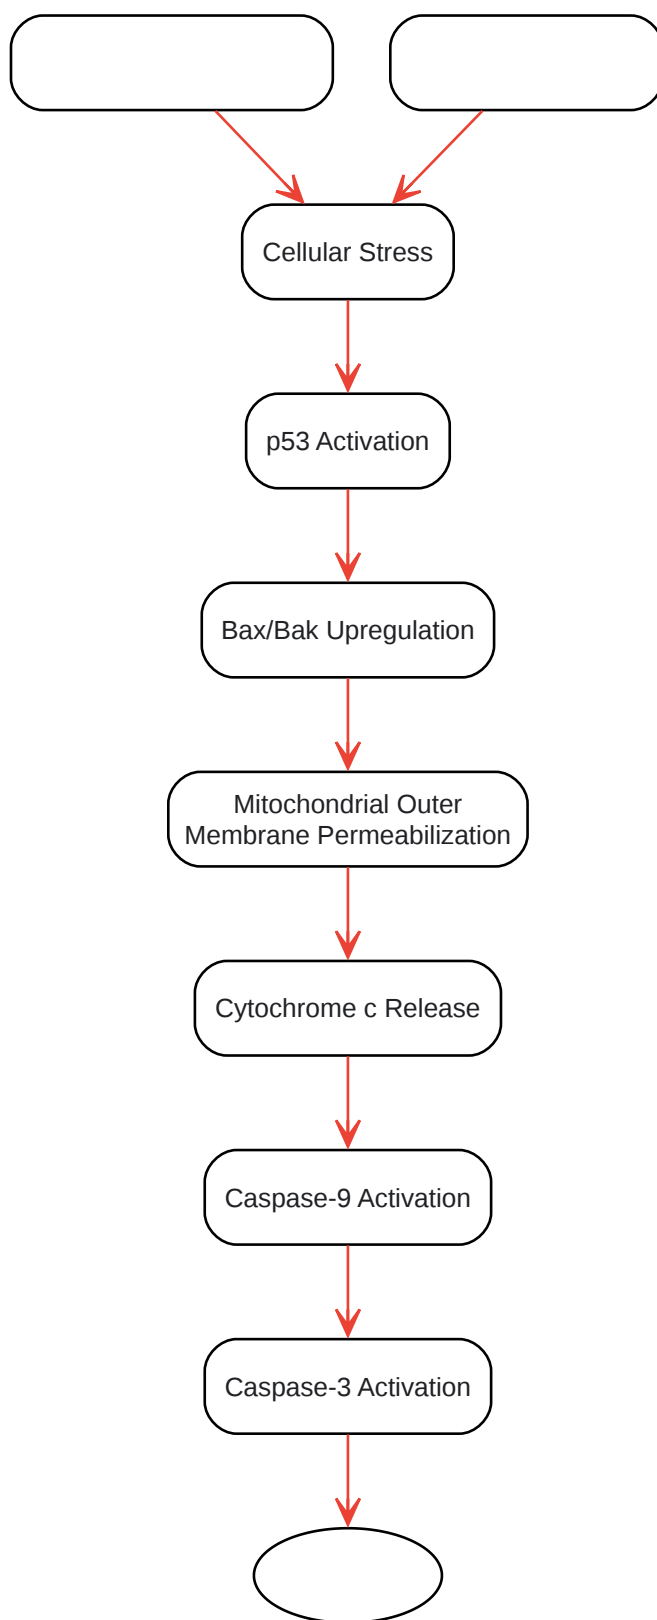 Cellular Stress
p53 Activation
Bax/Bak Upregulation
Mitochondrial Outer
Membrane Permeabilization
Cytochrome c Release
Caspase-9 Activation
Caspase-3 Activation